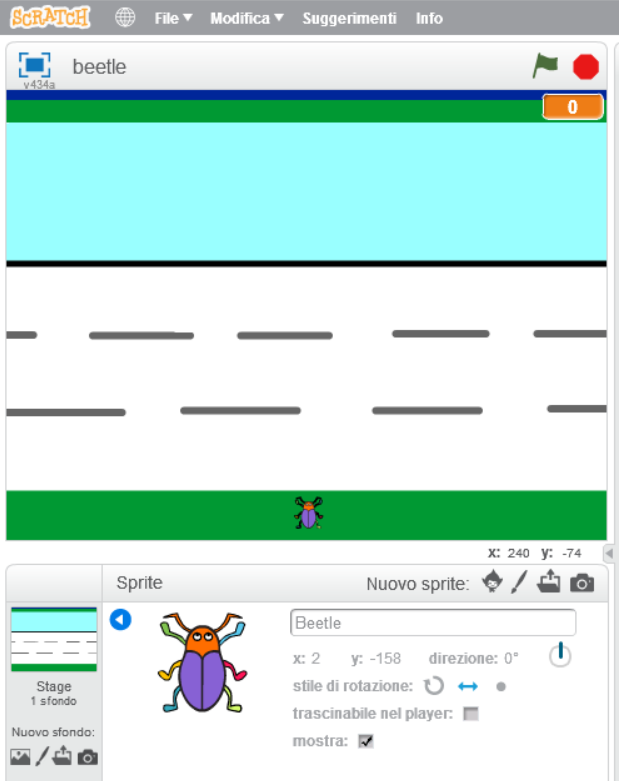 SCRATCH File Modifica Suggerimenti Info
beetle
v434a
0
x: 240 y: -74
Sprite Nuovo sprite:
Beetle
x: 2 y: -158 direzione: 0°
stile di rotazione:
trascinabile nel player:
mostra:
Stage
1 sfondo
Nuovo sfondo: